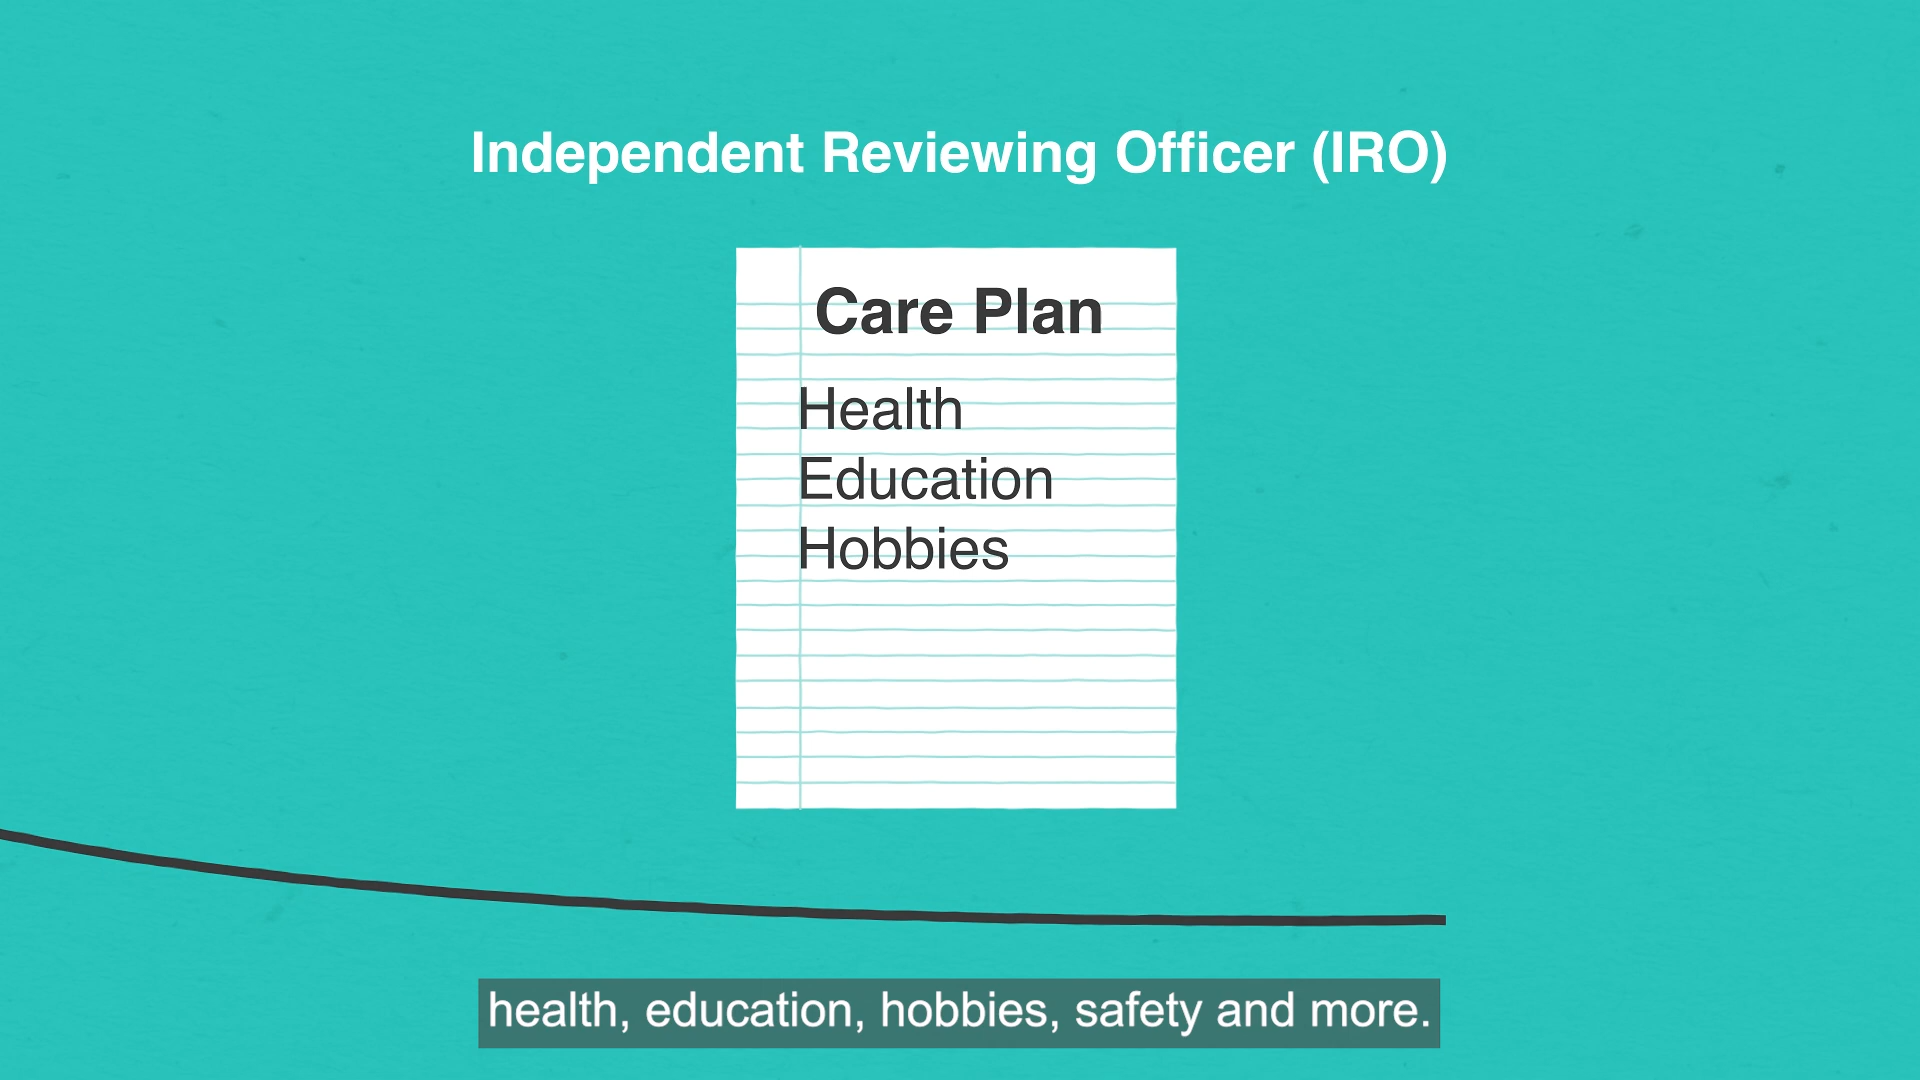 Independent Reviewing Officer (IRO)
Care Plan
Health
Education
Hobbies
health, education, hobbies, safety and more.